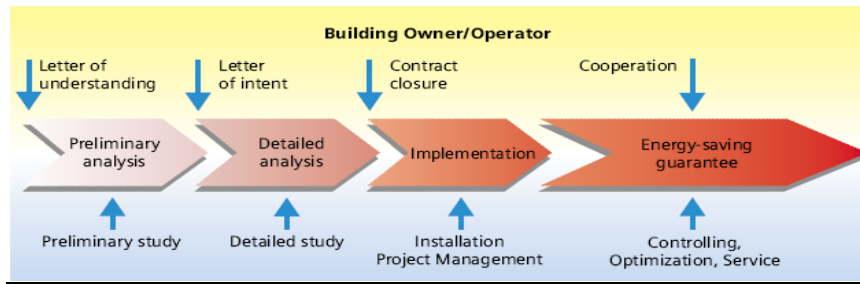 Building Owner/Operator
Letter of
understanding
Letter
of intent
Contract
closure
Cooperation
Preliminary
analysis
Detailed
analysis
Implementation
Energy-saving
guarantee
Preliminary study
Detailed study
Installation
Project Management
Controlling,
Optimization, Service